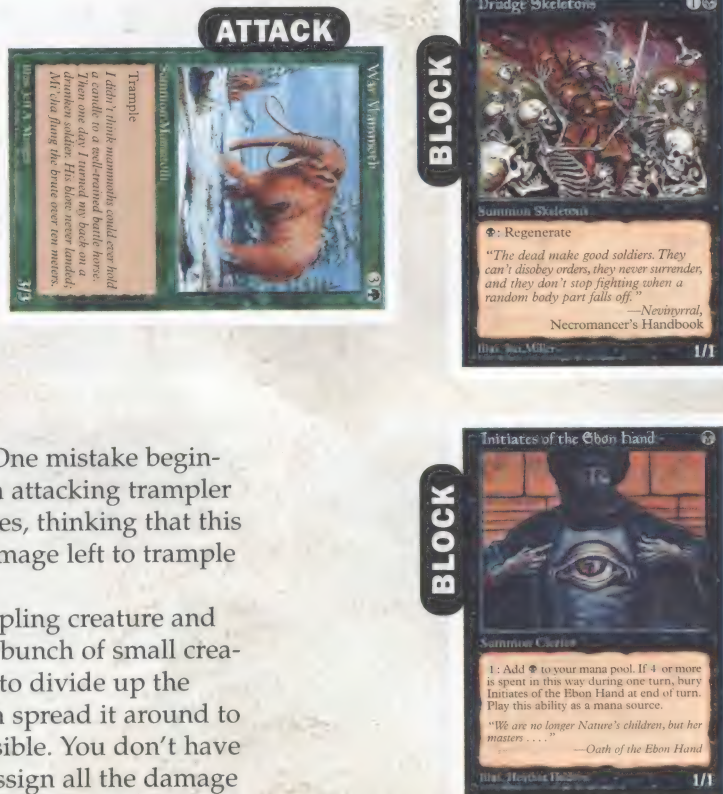 ATTACK
War Mammoth
Summon Mammoth
Trample
I didn't think mammoths could ever hold
a candle to a well-trained battle horse.
Then one day I turned my back on a
drunken soldier. His blow never landed;
Mi'cha flung the brute over ten meters.
3/3
BLOCK
Drudge Skeletons
Summon Skeletons
: Regenerate
"The dead make good soldiers. They
can't disobey orders, they never surrender,
and they don't stop fighting when a
random body part falls off."
—Nevinyrral,
Necromancer's Handbook
1/1
One mistake begin-
attacking trampler
es, thinking that this
mage left to trample
pling creature and
bunch of small crea-
to divide up the
spread it around to
sible. You don't have
ssign all the damage
BLOCK
Initiates of the Ebon Hand
Summon Clerics
1: Add to your mana pool. If 4 or more
is spent in this way during one turn, bury
Initiates of the Ebon Hand at end of turn.
Play this ability as a mana source.
"We are no longer Nature's children, but her
masters . . . ."
—Oath of the Ebon Hand
1/1